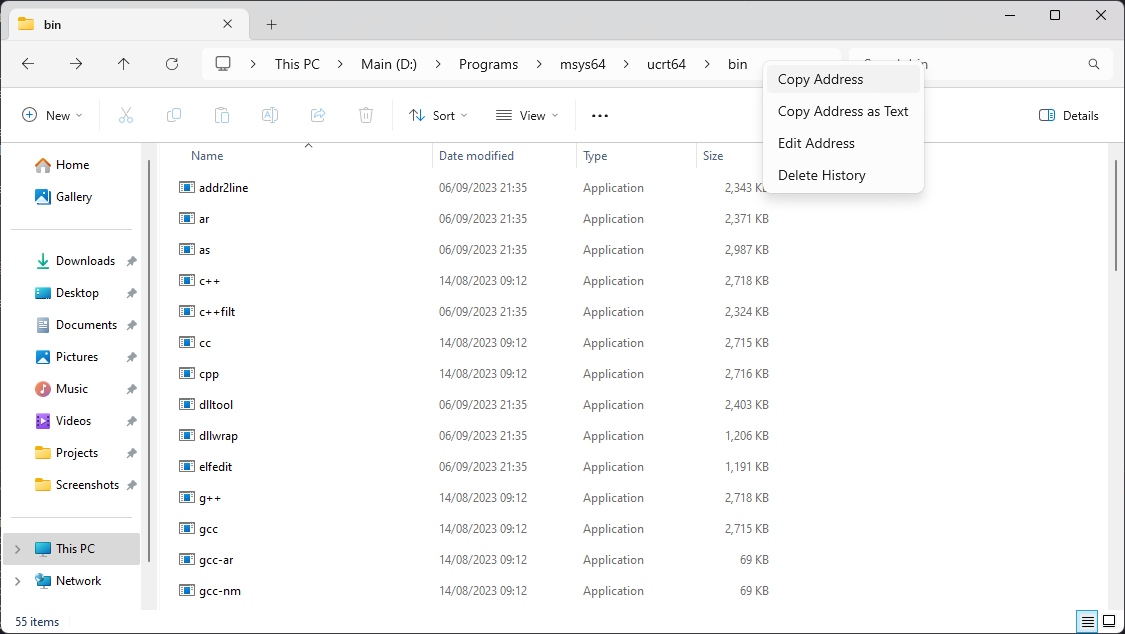 bin
This PC > Main (D:) > Programs > msys64 > ucrt64 > bin
Copy Address
Copy Address as Text
Edit Address
Delete History
New Sort View ... Details
Home
Gallery
Downloads
Desktop
Documents
Pictures
Music
Videos
Projects
Screenshots
This PC
Network
Name Date modified Type Size
addr2line 06/09/2023 21:35 Application 2,343
ar 06/09/2023 21:35 Application 2,371 KB
as 06/09/2023 21:35 Application 2,987 KB
c++ 14/08/2023 09:12 Application 2,718 KB
c++filt 06/09/2023 21:35 Application 2,324 KB
cc 14/08/2023 09:12 Application 2,715 KB
cpp 14/08/2023 09:12 Application 2,716 KB
dlltool 06/09/2023 21:35 Application 2,403 KB
dllwrap 06/09/2023 21:35 Application 1,206 KB
elfedit 06/09/2023 21:35 Application 1,191 KB
g++ 14/08/2023 09:12 Application 2,718 KB
gcc 14/08/2023 09:12 Application 2,715 KB
gcc-ar 14/08/2023 09:12 Application 69 KB
gcc-nm 14/08/2023 09:12 Application 69 KB
55 items